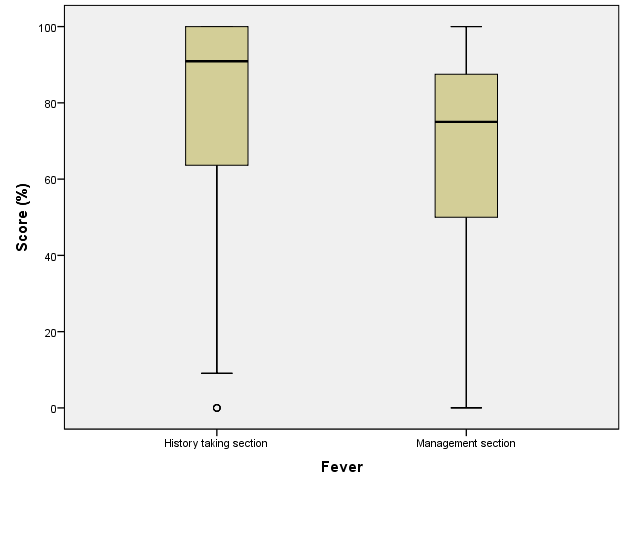 100
80
60
40
20
0
Score (%)
History taking section
Management section
Fever